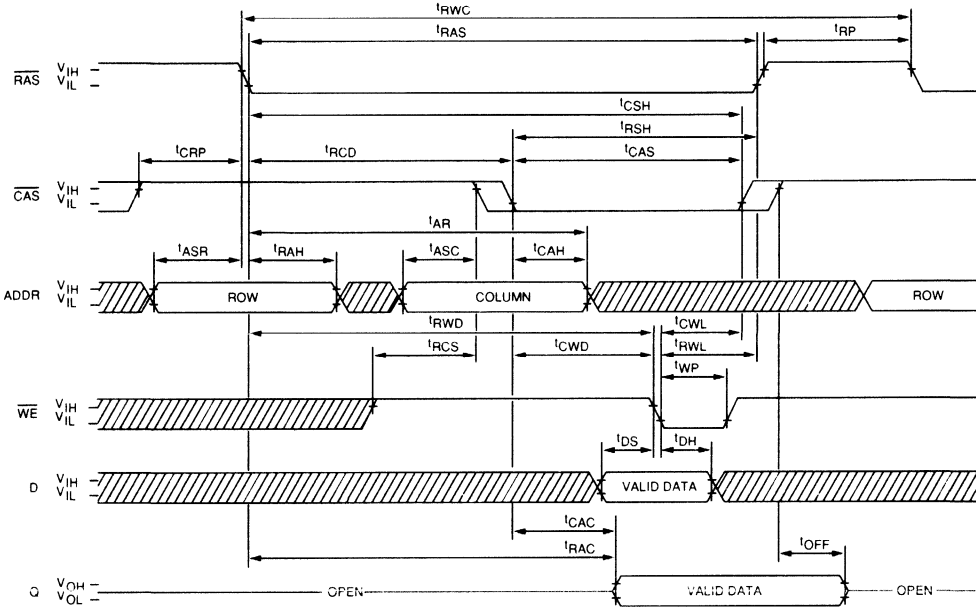 tRWC
tRAS
tRP
RAS VIH
VIL
tCSH
tRSH
tCRP tRCD tCAS
CAS VIH
VIL
tAR
tASR tRAH tASC tCAH
ADDR VIH
VIL
ROW COLUMN ROW
tRWD tCWL
tRCS tCWD tRWL
tWP
WE VIH
VIL
tDS tDH
D VIH
VIL
VALID DATA
tCAC
tRAC tOFF
Q VOH
VOL
OPEN VALID DATA OPEN